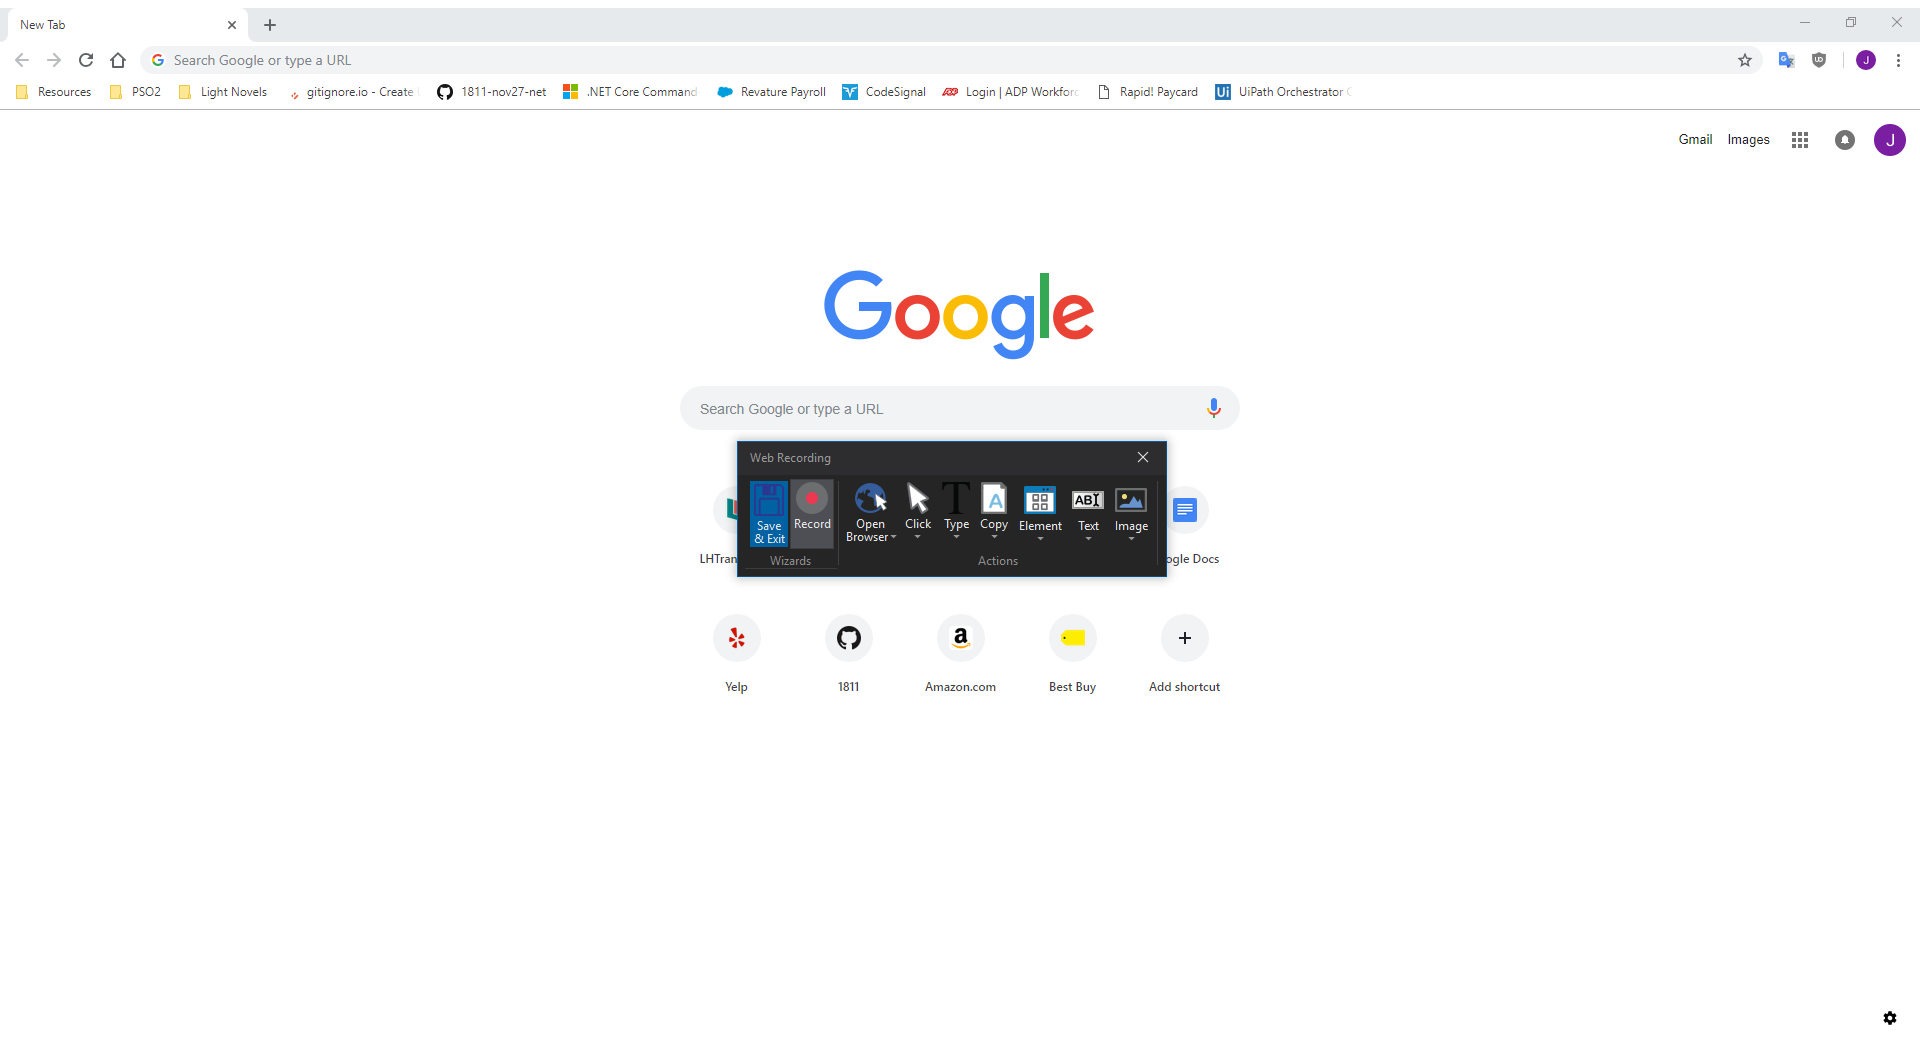 New Tab
Search Google or type a URL
Resources PSO2 Light Novels gitignore.io - Create 1811-nov27-net .NET Core Command Revature Payroll CodeSignal Login | ADP Workforc Rapid! Paycard Ui UiPath Orchestrator
J
Gmail Images J
Google
Search Google or type a URL
Web Recording
Save & Exit
Record
Open Browser
Click
T
Type
A
Copy
Element
ABI
Text
Image
Wizards
Actions
LHTran
ogle Docs
a
Yelp
1811
Amazon.com
Best Buy
Add shortcut